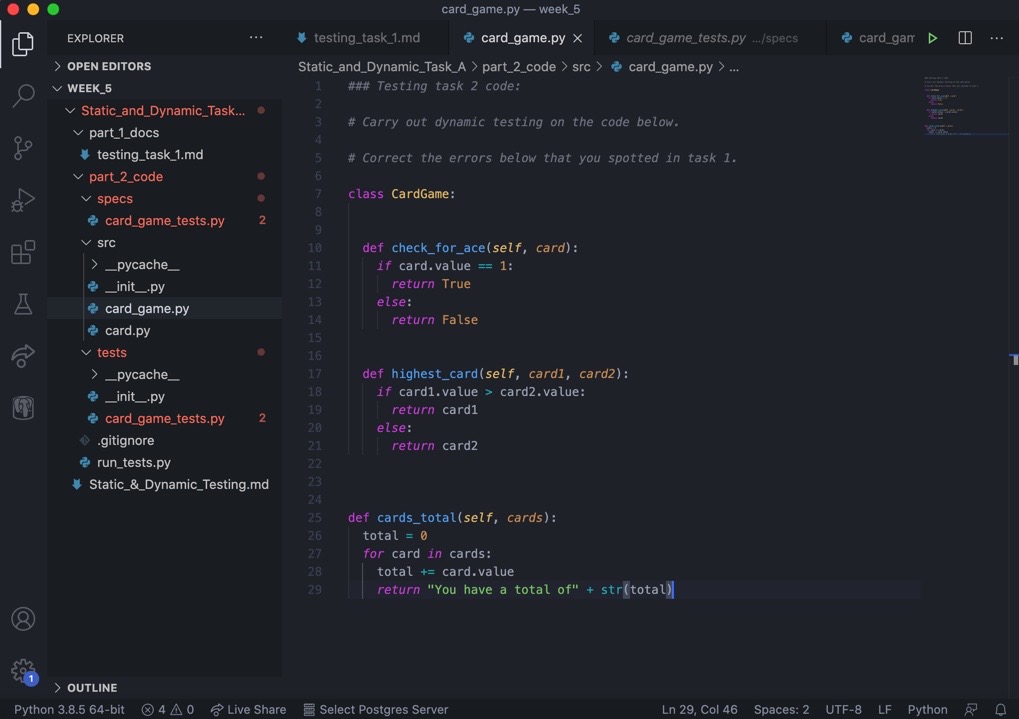 card_game.py — week_5
EXPLORER
testing_task_1.md
card_game.py
card_game_tests.py .../specs
card_gam
OPEN EDITORS
WEEK_5
Static_and_Dynamic_Task...
part_1_docs
testing_task_1.md
part_2_code
specs
card_game_tests.py 2
src
__pycache__
__init__.py
card_game.py
card.py
tests
__pycache__
__init__.py
card_game_tests.py 2
.gitignore
run_tests.py
Static_&_Dynamic_Testing.md
OUTLINE
1
Static_and_Dynamic_Task_A > part_2_code > src > card_game.py > ...
1 ### Testing task 2 code:
2
3 # Carry out dynamic testing on the code below.
4
5 # Correct the errors below that you spotted in task 1.
6
7 class CardGame:
8
9
10 def check_for_ace(self, card):
11 if card.value == 1:
12 return True
13 else:
14 return False
15
16
17 def highest_card(self, card1, card2):
18 if card1.value > card2.value:
19 return card1
20 else:
21 return card2
22
23
24
25 def cards_total(self, cards):
26 total = 0
27 for card in cards:
28 total += card.value
29 return "You have a total of" + str(total)
Python 3.8.5 64-bit 4 0 Live Share Select Postgres Server Ln 29, Col 46 Spaces: 2 UTF-8 LF Python